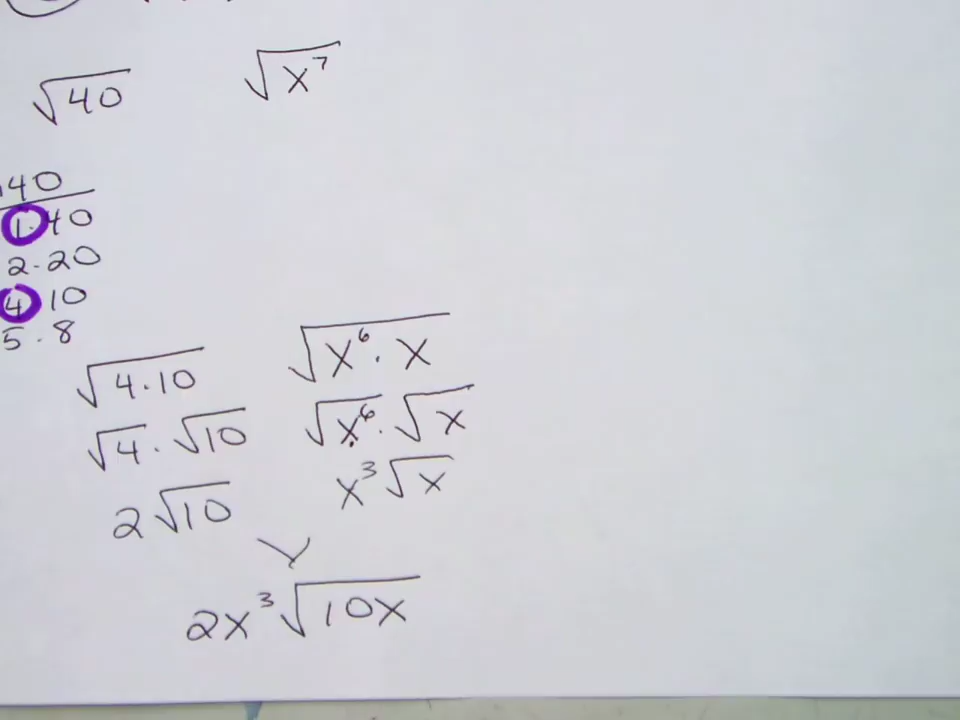 √40 √x⁷
40
1·40
2·20
4 10
5·8
√4·10 √x⁶·x
√4·√10 √x⁶·√x
2√10 x³√x
2x³√10x